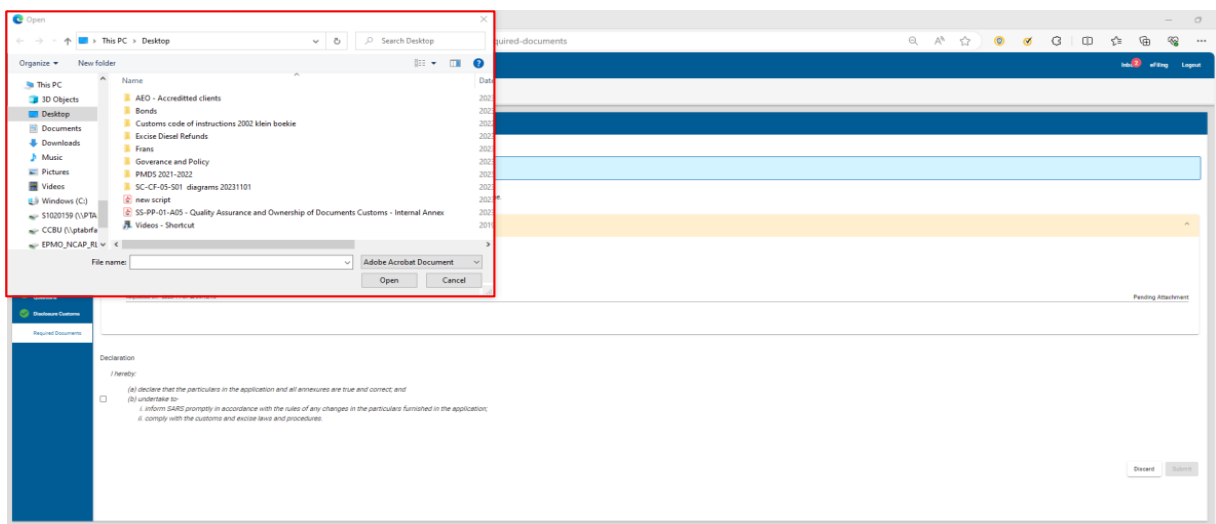 Open
This PC > Desktop
Search Desktop
quired-documents
Organize
New folder
Inbox 3 eFiling Logout
This PC
3D Objects
Desktop
Documents
Downloads
Music
Pictures
Videos
Windows (C:)
S1020159 (\\PTA
CCBU (\\ptabrfa
EPMO_NCAP_RL
Name
Date
AEO - Accreditted clients
Bonds
Customs code of instructions 2002 klein boekie
Excise Diesel Refunds
Frans
Goverance and Policy
PMDS 2021-2022
SC-CF-05-S01 diagrams 20231101
new script
SS-PP-01-A05 - Quality Assurance and Ownership of Documents Customs - Internal Annex
Videos - Shortcut
File name:
Adobe Acrobat Document
Open
Cancel
Pending Attachment
Disclosure Customs
Required Documents
Declaration
I hereby:
(a) declare that the particulars in the application and all annexures are true and correct; and
(b) undertake to-
i. inform SARS promptly in accordance with the rules of any changes in the particulars furnished in the application;
ii. comply with the customs and excise laws and procedures.
Discard
Submit